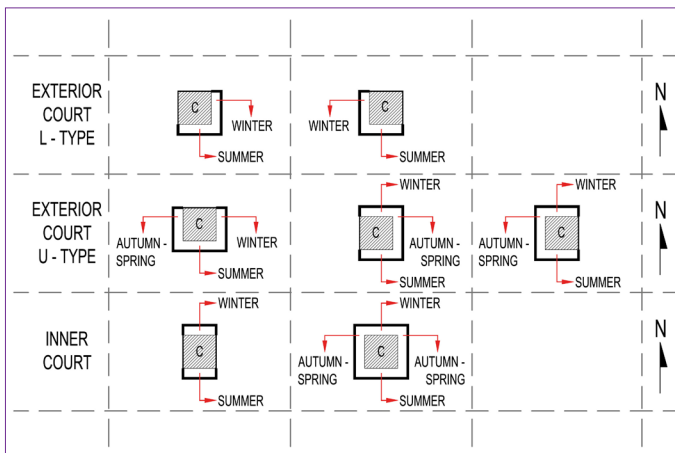 EXTERIOR
COURT
L - TYPE
C
WINTER
SUMMER
C
WINTER
SUMMER
N
EXTERIOR
COURT
U - TYPE
C
AUTUMN -
SPRING
WINTER
SUMMER
WINTER
C
AUTUMN -
SPRING
SUMMER
WINTER
C
AUTUMN -
SPRING
SUMMER
N
INNER
COURT
WINTER
C
SUMMER
WINTER
C
AUTUMN -
SPRING
AUTUMN -
SPRING
SUMMER
N